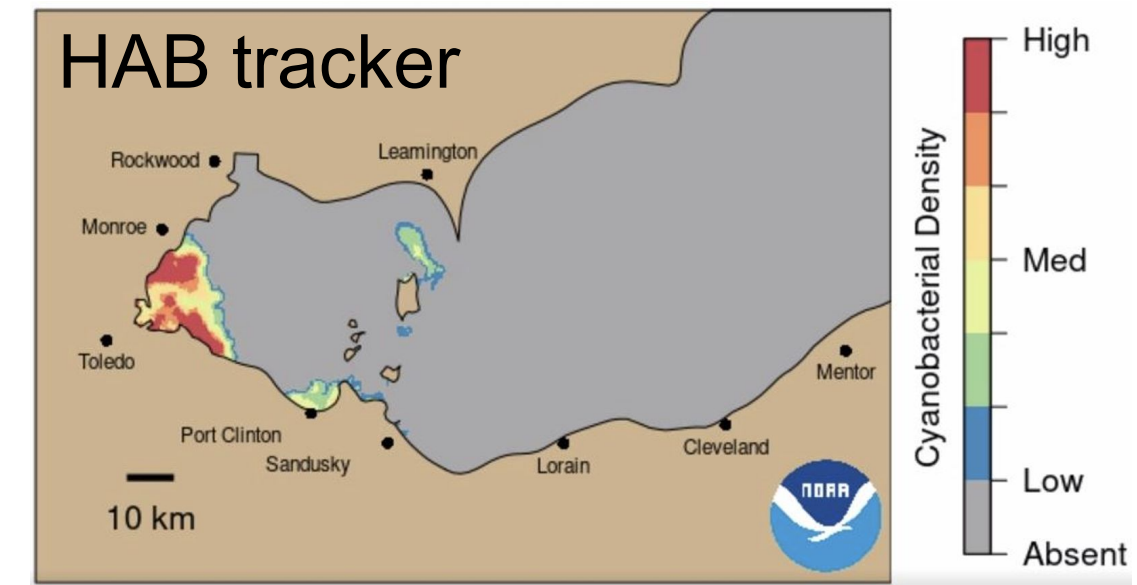 HAB tracker
Rockwood
Leamington
Monroe
Toledo
Port Clinton
Sandusky
Lorain
Cleveland
Mentor
10 km
NOAA
Cyanobacterial Density
High
Med
Low
Absent